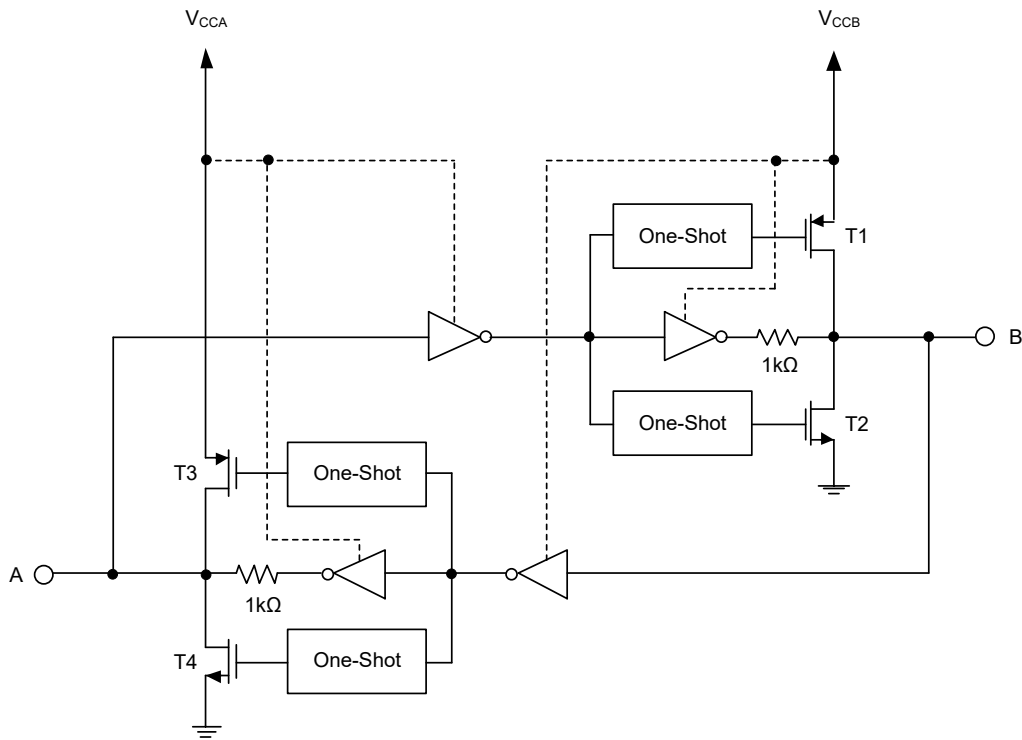 VCCA
VCCB
One-Shot
T1
1kΩ
B
One-Shot
T2
T3
One-Shot
A
1kΩ
One-Shot
T4